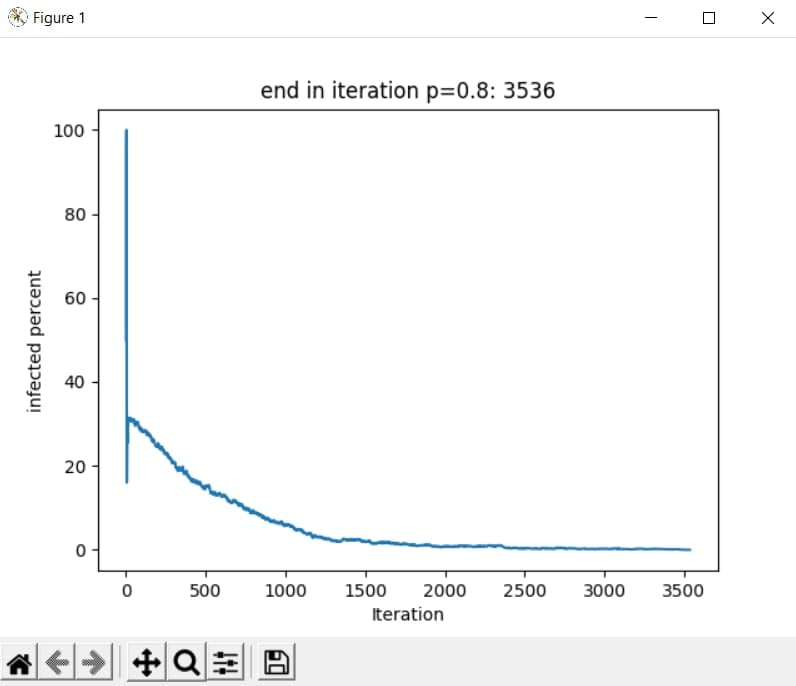 Figure 1
end in iteration p=0.8: 3536
100
80
60
40
20
0
infected percent
0 500 1000 1500 2000 2500 3000 3500
Iteration